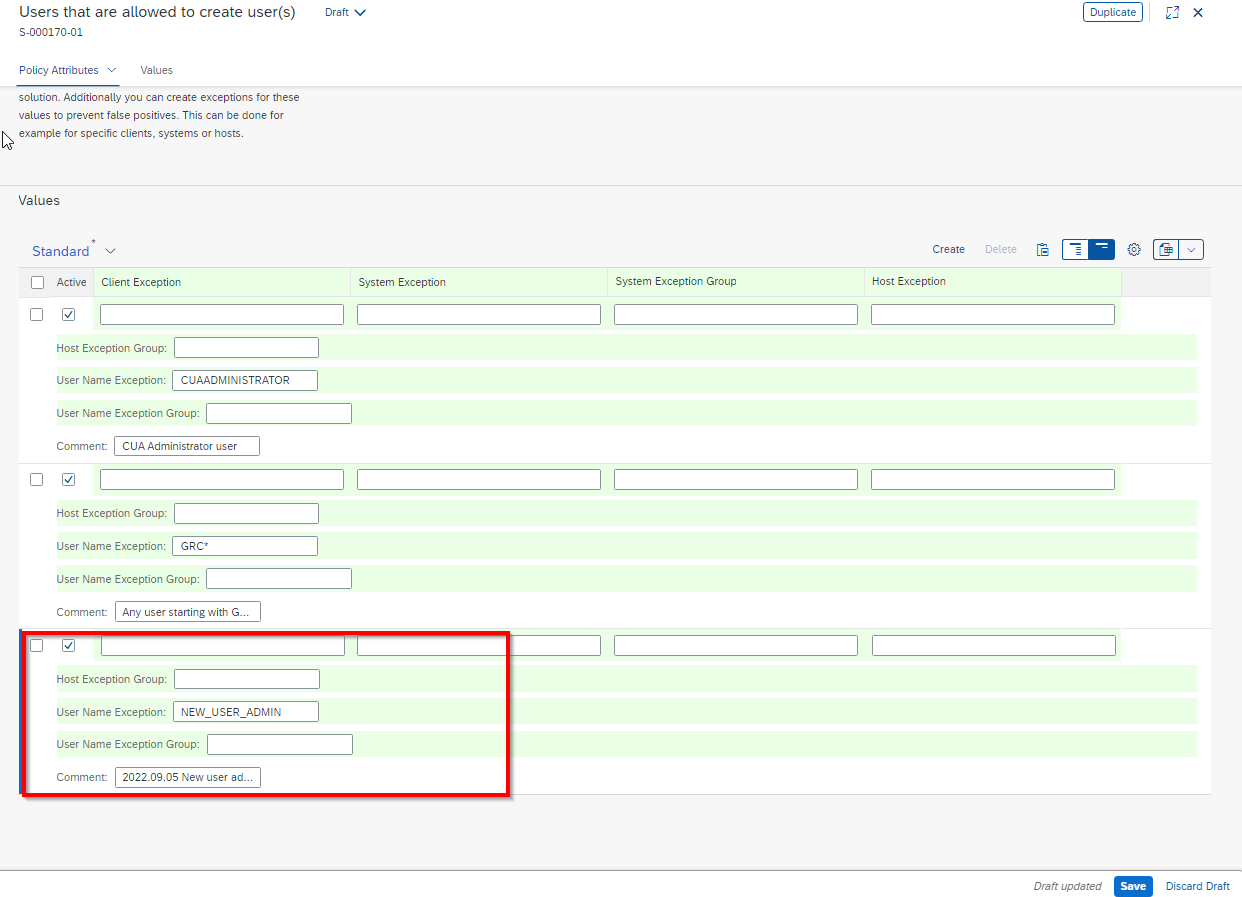 Users that are allowed to create user(s) Draft Duplicate
S-000170-01
Policy Attributes Values
solution. Additionally you can create exceptions for these
values to prevent false positives. This can be done for
example for specific clients, systems or hosts.
Values
Standard * Create Delete
Active Client Exception System Exception System Exception Group Host Exception
Host Exception Group:
User Name Exception: CUAADMINISTRATOR
User Name Exception Group:
Comment: CUA Administrator user
Host Exception Group:
User Name Exception: GRC*
User Name Exception Group:
Comment: Any user starting with G...
Host Exception Group:
User Name Exception: NEW_USER_ADMIN
User Name Exception Group:
Comment: 2022.09.05 New user ad...
Draft updated Save Discard Draft